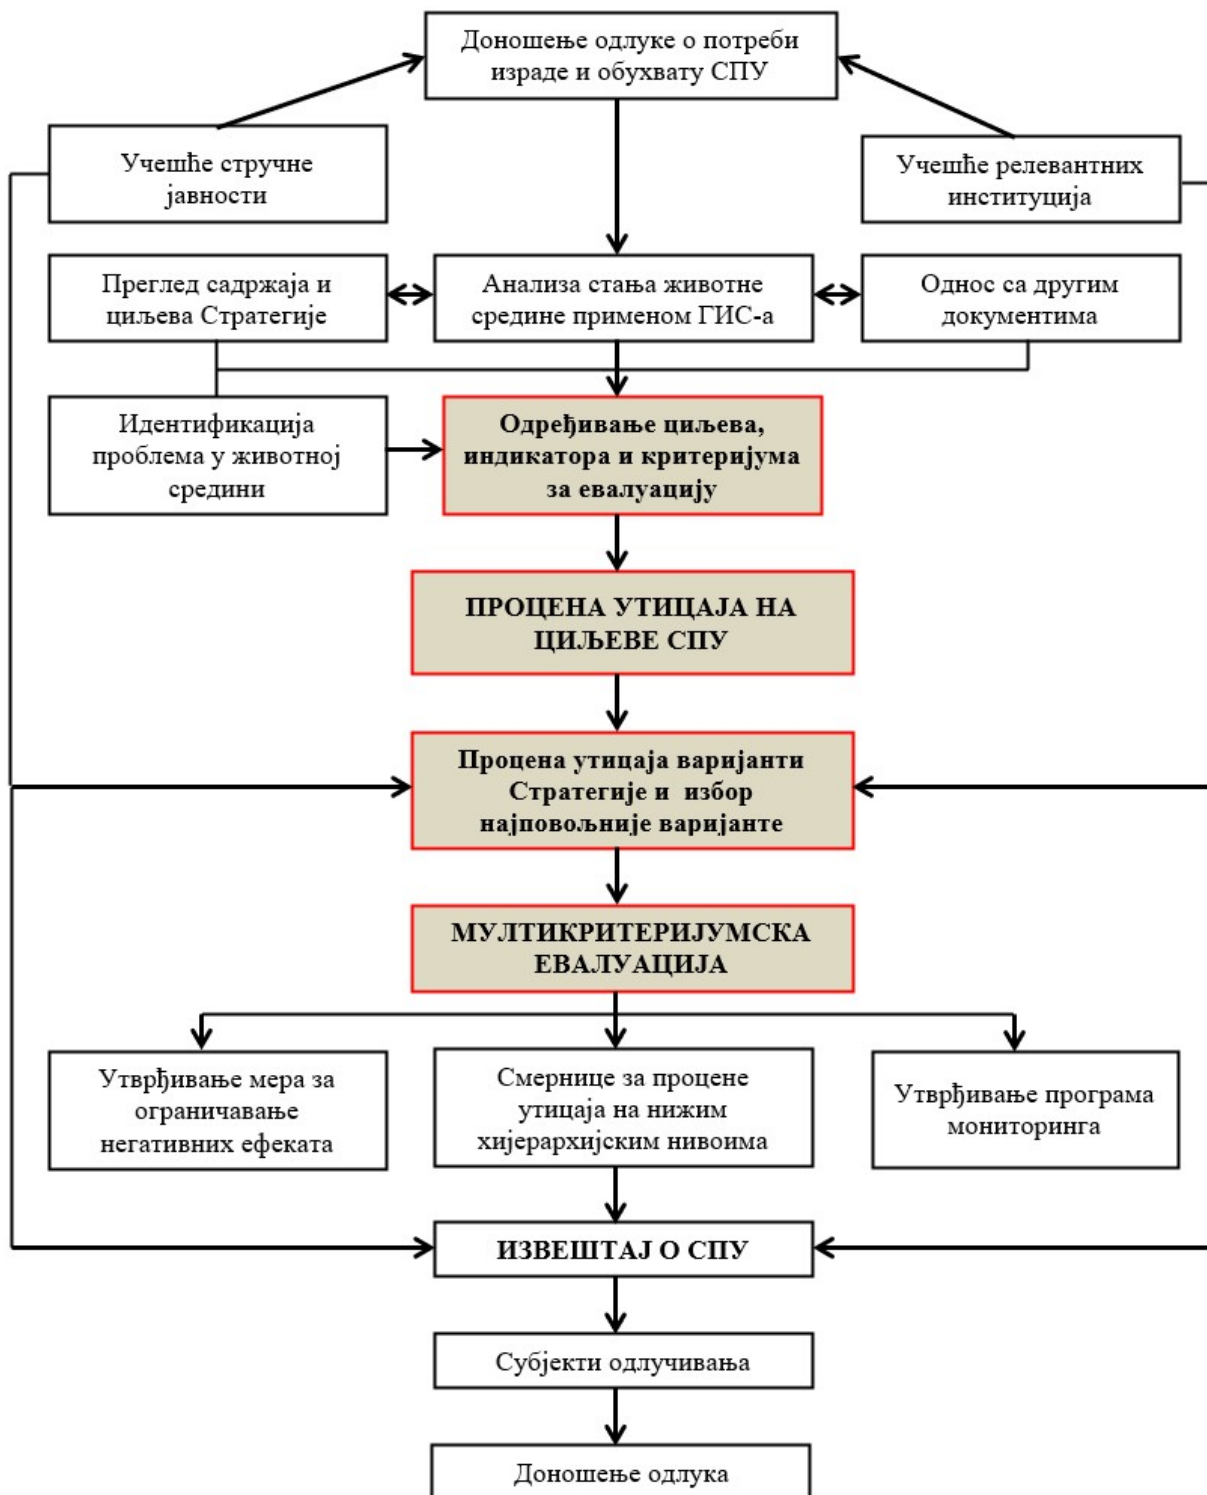 Доношење одлуке о потреби
израде и обухвату СПУ
Учешће стручне
јавности
Учешће релевантних
институција
Преглед садржаја и
циљева Стратегије
Анализа стања животне
средине применом ГИС-а
Однос са другим
документима
Идентификација
проблема у животној
средини
Одређивање циљева,
индикатора и критеријума
за евалуацију
ПРОЦЕНА УТИЦАЈА НА
ЦИЉЕВЕ СПУ
Процена утицаја варијанти
Стратегије и избор
најповољније варијанте
МУЛТИКРИТЕРИЈУМСКА
ЕВАЛУАЦИЈА
Утврђивање мера за
ограничавање
негативних ефеката
Смернице за процене
утицаја на нижим
хијерархијским нивоима
Утврђивање програма
мониторинга
ИЗВЕШТАЈ О СПУ
Субјекти одлучивања
Доношење одлука